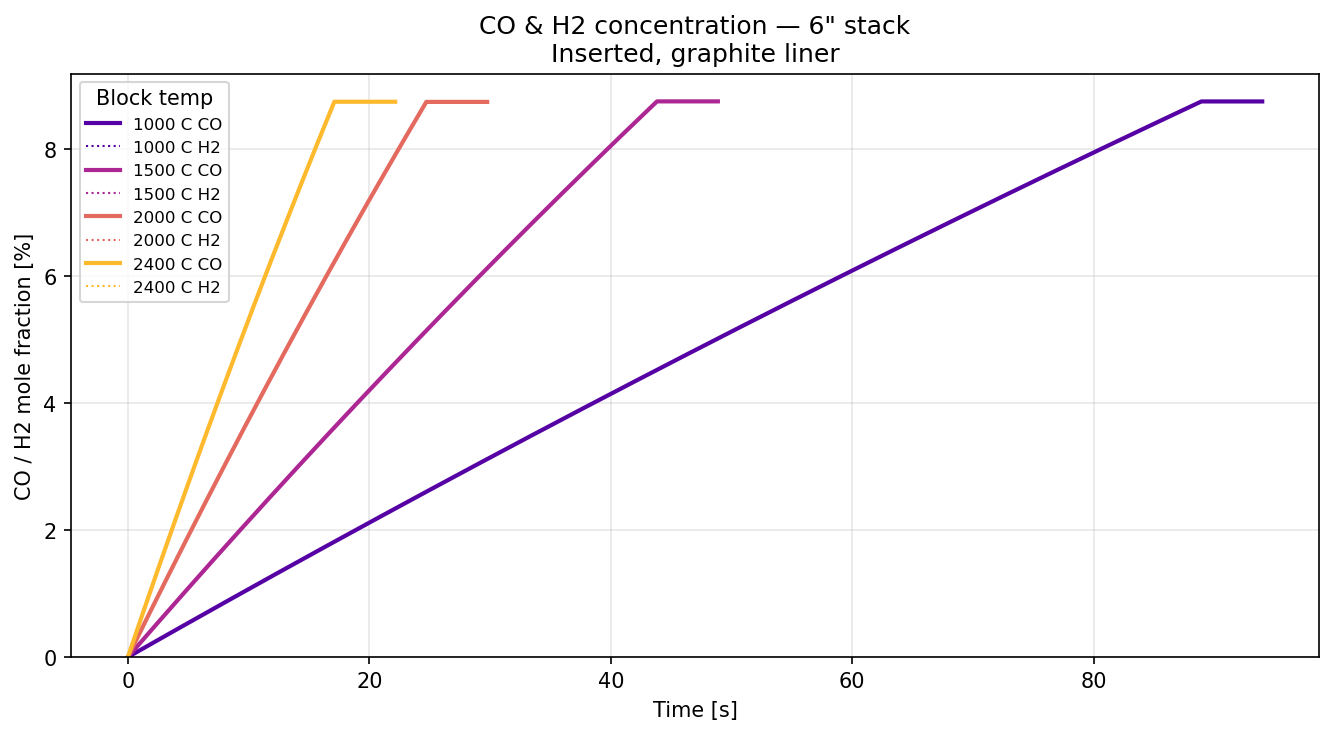 CO & H2 concentration — 6" stack
Inserted, graphite liner
Block temp
1000 C CO
1000 C H2
1500 C CO
1500 C H2
2000 C CO
2000 C H2
2400 C CO
2400 C H2
CO / H2 mole fraction [%]
8
6
4
2
0
0 20 40 60 80
Time [s]